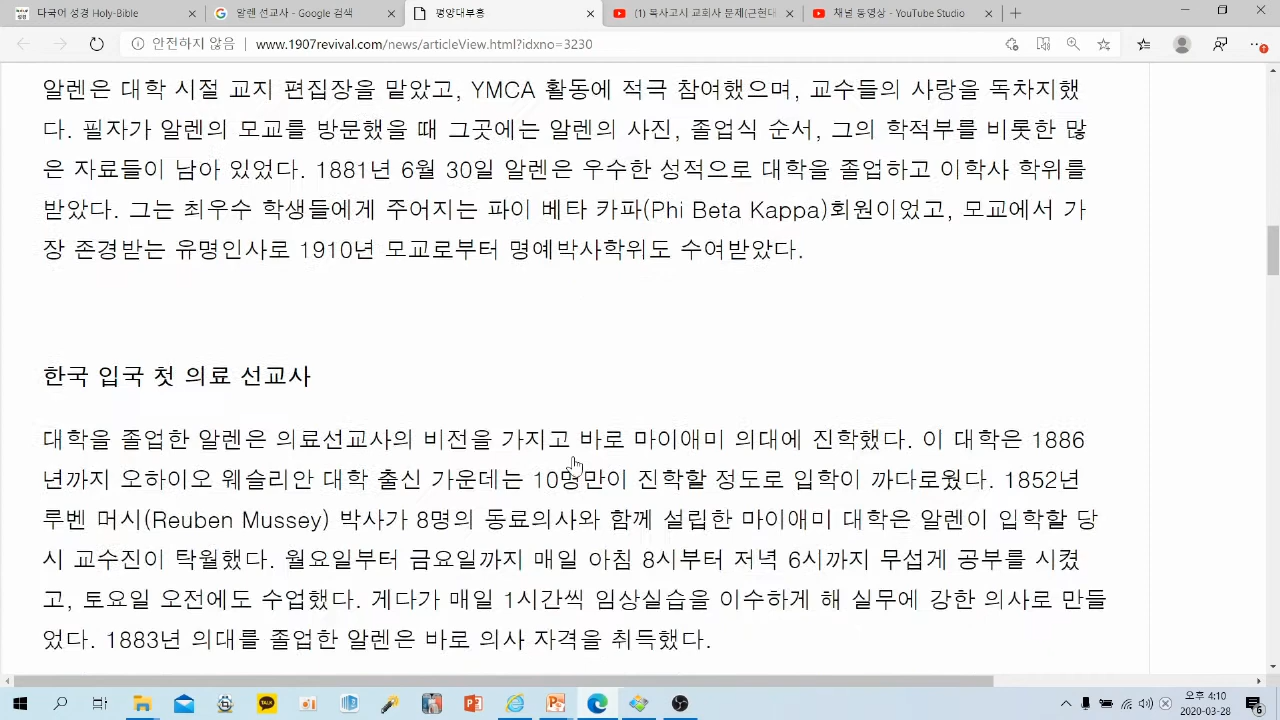 다국어 성경 Holy-Bible
알렌 선교사 - Google 검색
평양대부흥
(1) 목사고시 교회사 문제(근현대
채널 동영상 - YouTube Studio
안전하지 않음
www.1907revival.com/news/articleView.html?idxno=3230
알렌은 대학 시절 교지 편집장을 맡았고, YMCA 활동에 적극 참여했으며, 교수들의 사랑을 독차지했
다. 필자가 알렌의 모교를 방문했을 때 그곳에는 알렌의 사진, 졸업식 순서, 그의 학적부를 비롯한 많
은 자료들이 남아 있었다. 1881년 6월 30일 알렌은 우수한 성적으로 대학을 졸업하고 이학사 학위를
받았다. 그는 최우수 학생들에게 주어지는 파이 베타 카파(Phi Beta Kappa)회원이었고, 모교에서 가
장 존경받는 유명인사로 1910년 모교로부터 명예박사학위도 수여받았다.
한국 입국 첫 의료 선교사
대학을 졸업한 알렌은 의료선교사의 비전을 가지고 바로 마이애미 의대에 진학했다. 이 대학은 1886
년까지 오하이오 웨슬리안 대학 출신 가운데는 10명만이 진학할 정도로 입학이 까다로웠다. 1852년
루벤 머시(Reuben Mussey) 박사가 8명의 동료의사와 함께 설립한 마이애미 대학은 알렌이 입학할 당
시 교수진이 탁월했다. 월요일부터 금요일까지 매일 아침 8시부터 저녁 6시까지 무섭게 공부를 시켰
고, 토요일 오전에도 수업했다. 게다가 매일 1시간씩 임상실습을 이수하게 해 실무에 강한 의사로 만들
었다. 1883년 의대를 졸업한 알렌은 바로 의사 자격을 취득했다.
TALK
오후 4:10
2020-03-28
6